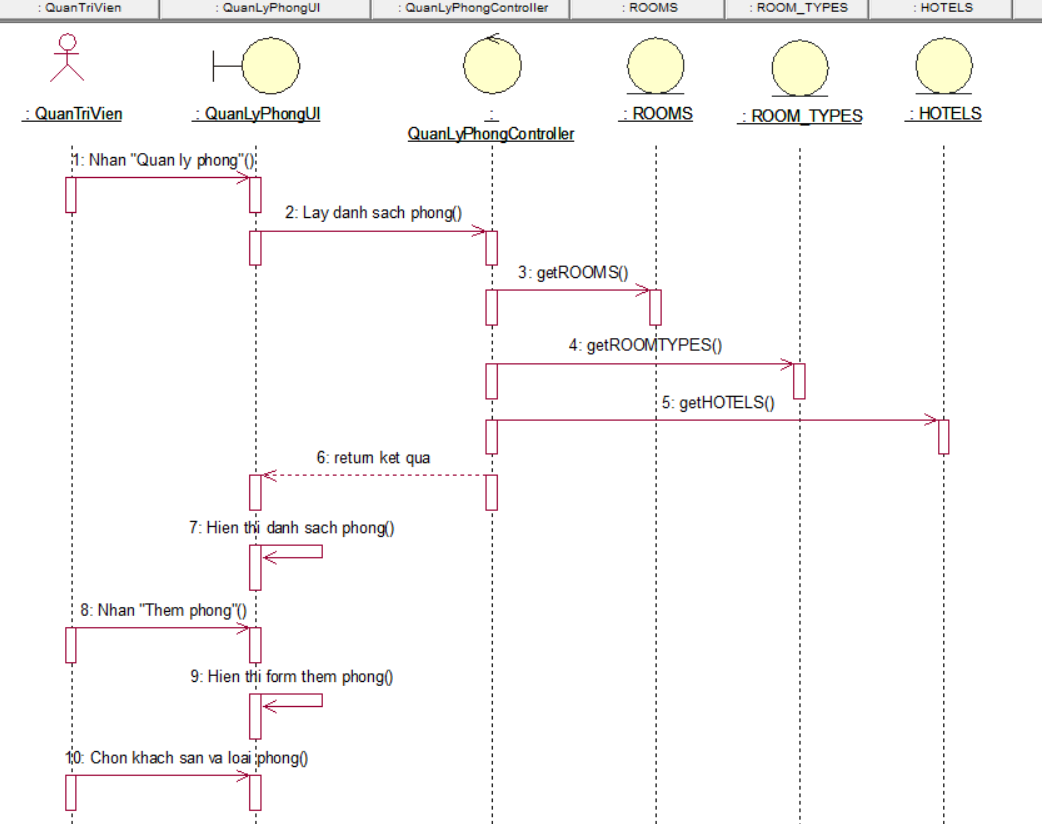 : QuanTriVien
: QuanLyPhongUI
: QuanLyPhongController
: ROOMS
: ROOM_TYPES
: HOTELS
: QuanTriVien
: QuanLyPhongUI
:
QuanLyPhongController
: ROOMS
: ROOM_TYPES
: HOTELS
1: Nhan "Quan ly phong"()
2: Lay danh sach phong()
3: getROOMS()
4: getROOMTYPES()
5: getHOTELS()
6: return ket qua
7: Hien thi danh sach phong()
8: Nhan "Them phong"()
9: Hien thi form them phong()
10: Chon khach san va loai phong()